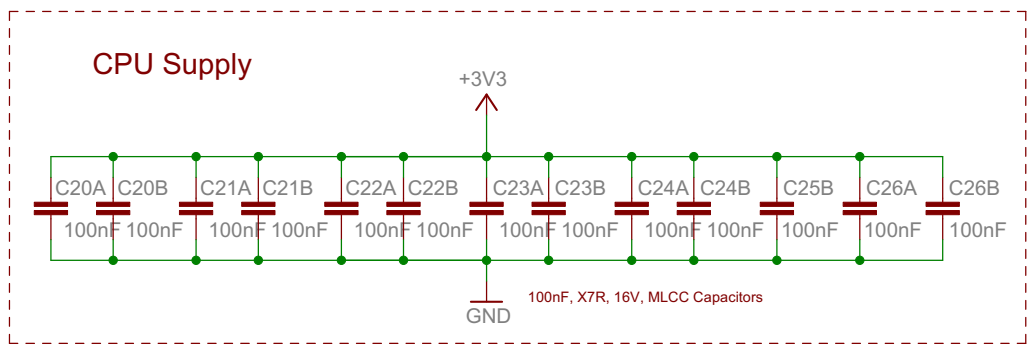 CPU Supply
+3V3
C20A C20B C21A C21B C22A C22B C23A C23B C24A C24B C25B C26A C26B
100nF 100nF 100nF 100nF 100nF 100nF 100nF 100nF 100nF 100nF 100nF 100nF 100nF
100nF, X7R, 16V, MLCC Capacitors
GND